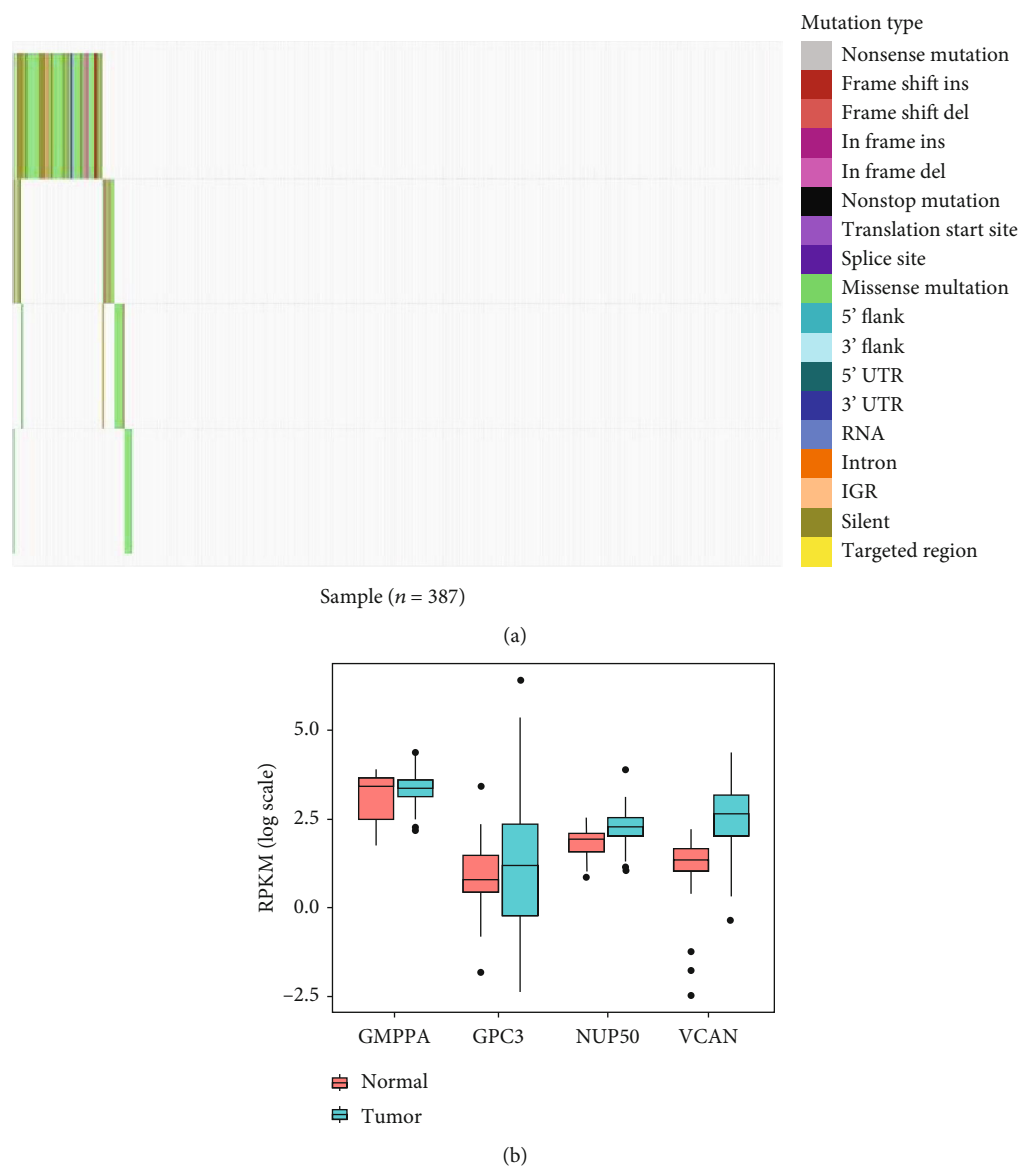 Mutation type
Nonsense mutation
Frame shift ins
Frame shift del
In frame ins
In frame del
Nonstop mutation
Translation start site
Splice site
Missense multation
5' flank
3' flank
5' UTR
3' UTR
RNA
Intron
IGR
Silent
Targeted region
Sample (n = 387)
(a)
RPKM (log scale)
5.0
2.5
0.0
−2.5
GMPPA GPC3 NUP50 VCAN
Normal
Tumor
(b)